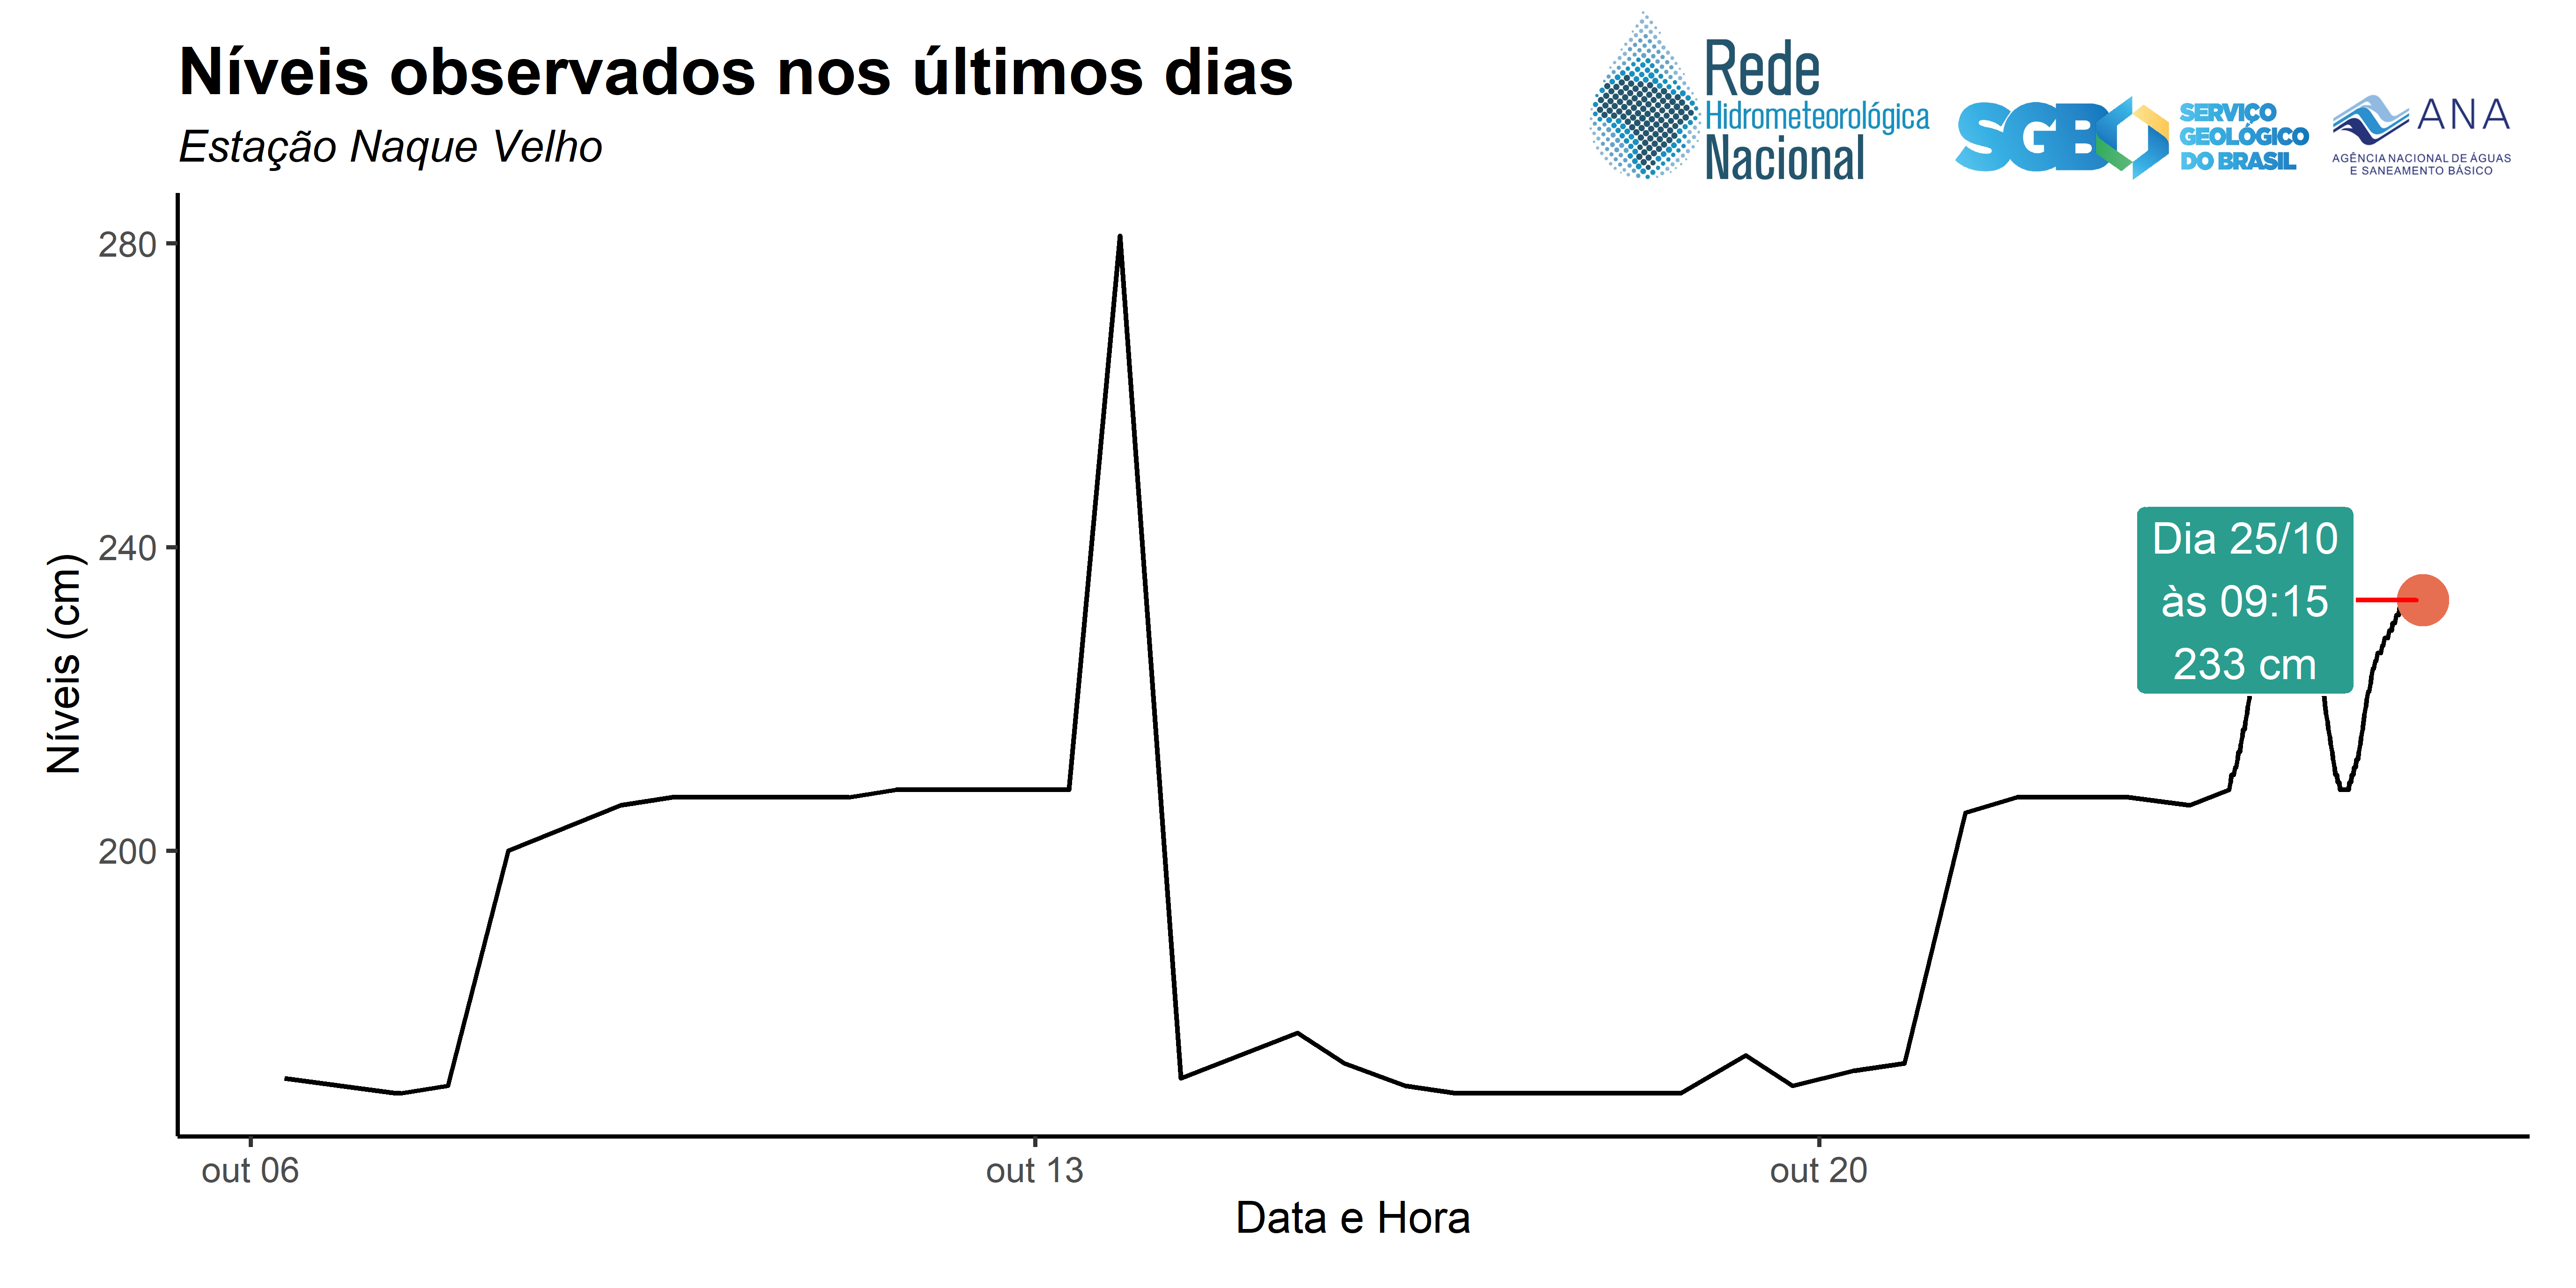 Níveis observados nos últimos dias
Estação Naque Velho
Rede
Hidrometeorológica
Nacional
SGB
SERVIÇO
GEOLÓGICO
DO BRASIL
ANA
AGÊNCIA NACIONAL DE ÁGUAS
E SANEAMENTO BÁSICO
Níveis (cm)
280
240
200
Dia 25/10
às 09:15
233 cm
out 06
out 13
out 20
Data e Hora